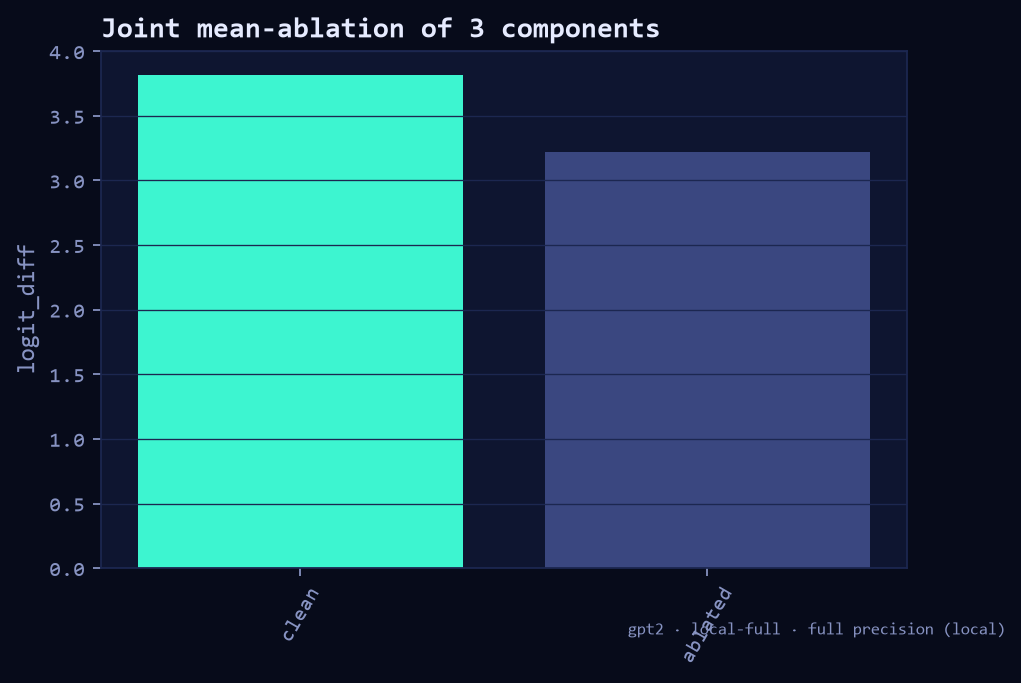 Joint mean-ablation of 3 components
4.0
3.5
3.0
2.5
2.0
1.5
1.0
0.5
0.0
logit_diff
clean
ablated
gpt2 · local-full · full precision (local)